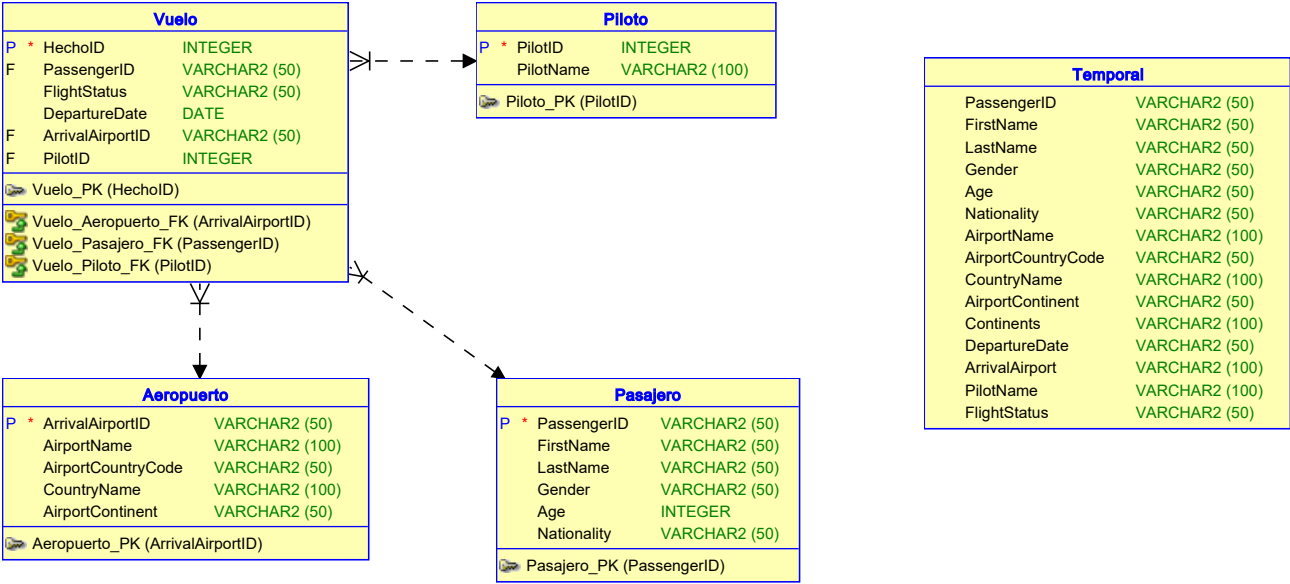 Vuelo
P * HechoID INTEGER
F PassengerID VARCHAR2 (50)
FlightStatus VARCHAR2 (50)
DepartureDate DATE
F ArrivalAirportID VARCHAR2 (50)
F PilotID INTEGER
Vuelo_PK (HechoID)
Vuelo_Aeropuerto_FK (ArrivalAirportID)
Vuelo_Pasajero_FK (PassengerID)
Vuelo_Piloto_FK (PilotID)
Piloto
P * PilotID INTEGER
PilotName VARCHAR2 (100)
Piloto_PK (PilotID)
Temporal
PassengerID VARCHAR2 (50)
FirstName VARCHAR2 (50)
LastName VARCHAR2 (50)
Gender VARCHAR2 (50)
Age VARCHAR2 (50)
Nationality VARCHAR2 (50)
AirportName VARCHAR2 (100)
AirportCountryCode VARCHAR2 (50)
CountryName VARCHAR2 (100)
AirportContinent VARCHAR2 (50)
Continents VARCHAR2 (100)
DepartureDate VARCHAR2 (50)
ArrivalAirport VARCHAR2 (100)
PilotName VARCHAR2 (100)
FlightStatus VARCHAR2 (50)
Aeropuerto
P * ArrivalAirportID VARCHAR2 (50)
AirportName VARCHAR2 (100)
AirportCountryCode VARCHAR2 (50)
CountryName VARCHAR2 (100)
AirportContinent VARCHAR2 (50)
Aeropuerto_PK (ArrivalAirportID)
Pasajero
P * PassengerID VARCHAR2 (50)
FirstName VARCHAR2 (50)
LastName VARCHAR2 (50)
Gender VARCHAR2 (50)
Age INTEGER
Nationality VARCHAR2 (50)
Pasajero_PK (PassengerID)